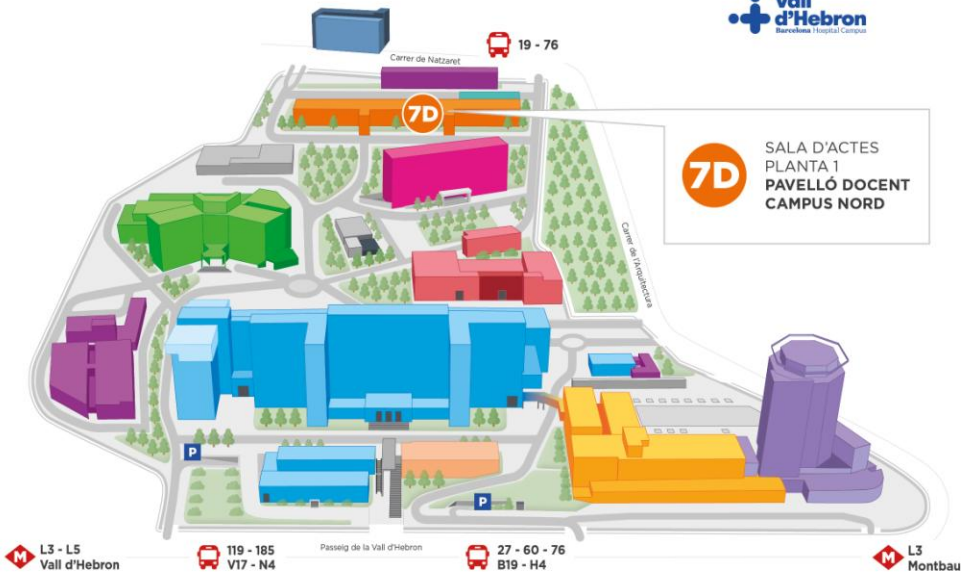 Vall
d'Hebron
Barcelona Hospital Campus
19 - 76
Carrer de Natzaret
7D
7D
SALA D'ACTES
PLANTA 1
PAVELLÓ DOCENT
CAMPUS NORD
Carrer de l'Arquitectura
P
P
L3 - L5
Vall d'Hebron
119 - 185
V17 - N4
Passeig de la Vall d'Hebron
27 - 60 - 76
B19 - H4
L3
Montbau
M
M